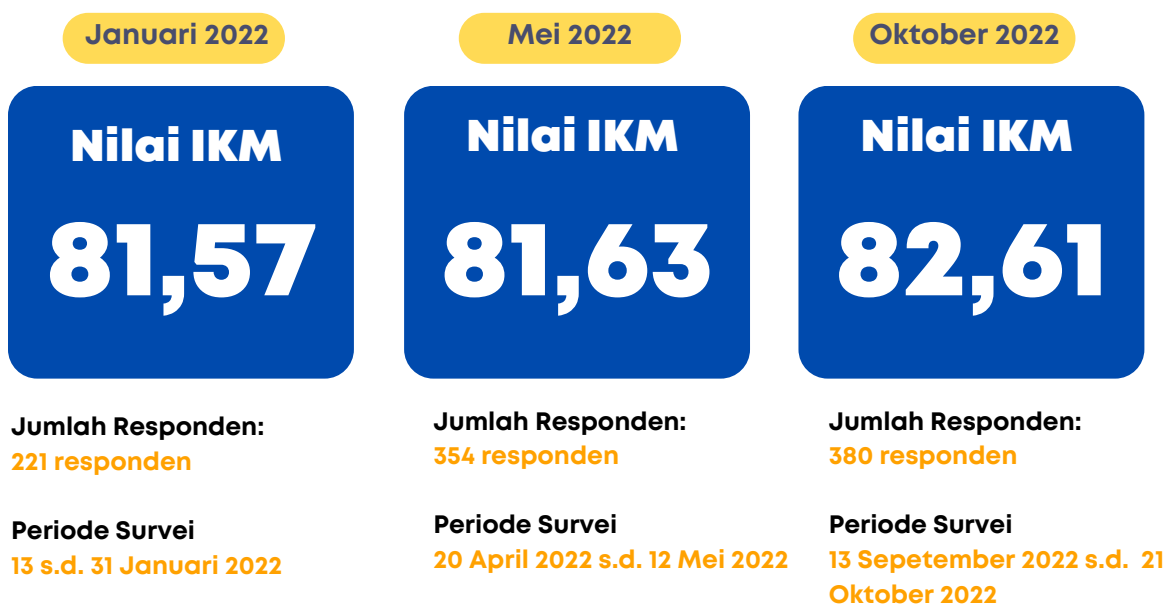 Januari 2022
Nilai IKM
81,57
Jumlah Responden:
221 responden
Periode Survei
13 s.d. 31 Januari 2022
Mei 2022
Nilai IKM
81,63
Jumlah Responden:
354 responden
Periode Survei
20 April 2022 s.d. 12 Mei 2022
Oktober 2022
Nilai IKM
82,61
Jumlah Responden:
380 responden
Periode Survei
13 Sepetember 2022 s.d. 21
Oktober 2022